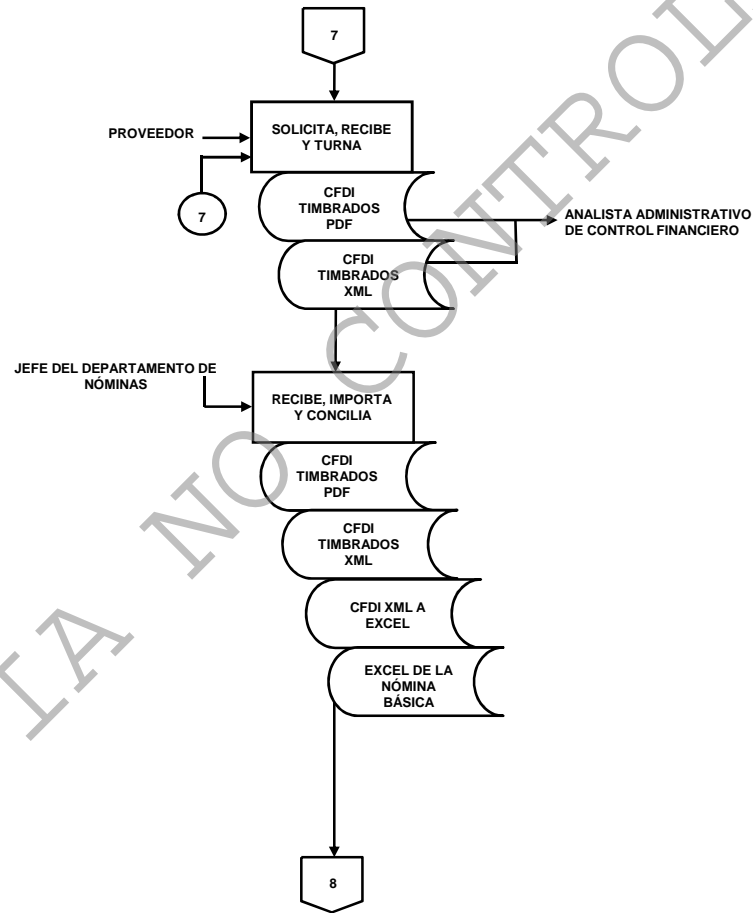 7
PROVEEDOR
SOLICITA, RECIBE
Y TURNA
7
CFDI
TIMBRADOS
PDF
ANALISTA ADMINISTRATIVO
DE CONTROL FINANCIERO
CFDI
TIMBRADOS
XML
JEFE DEL DEPARTAMENTO DE
NÓMINAS
RECIBE, IMPORTA
Y CONCILIA
CFDI
TIMBRADOS
PDF
CFDI
TIMBRADOS
XML
CFDI XML A
EXCEL
EXCEL DE LA
NÓMINA
BÁSICA
8
IA NO CONTROL